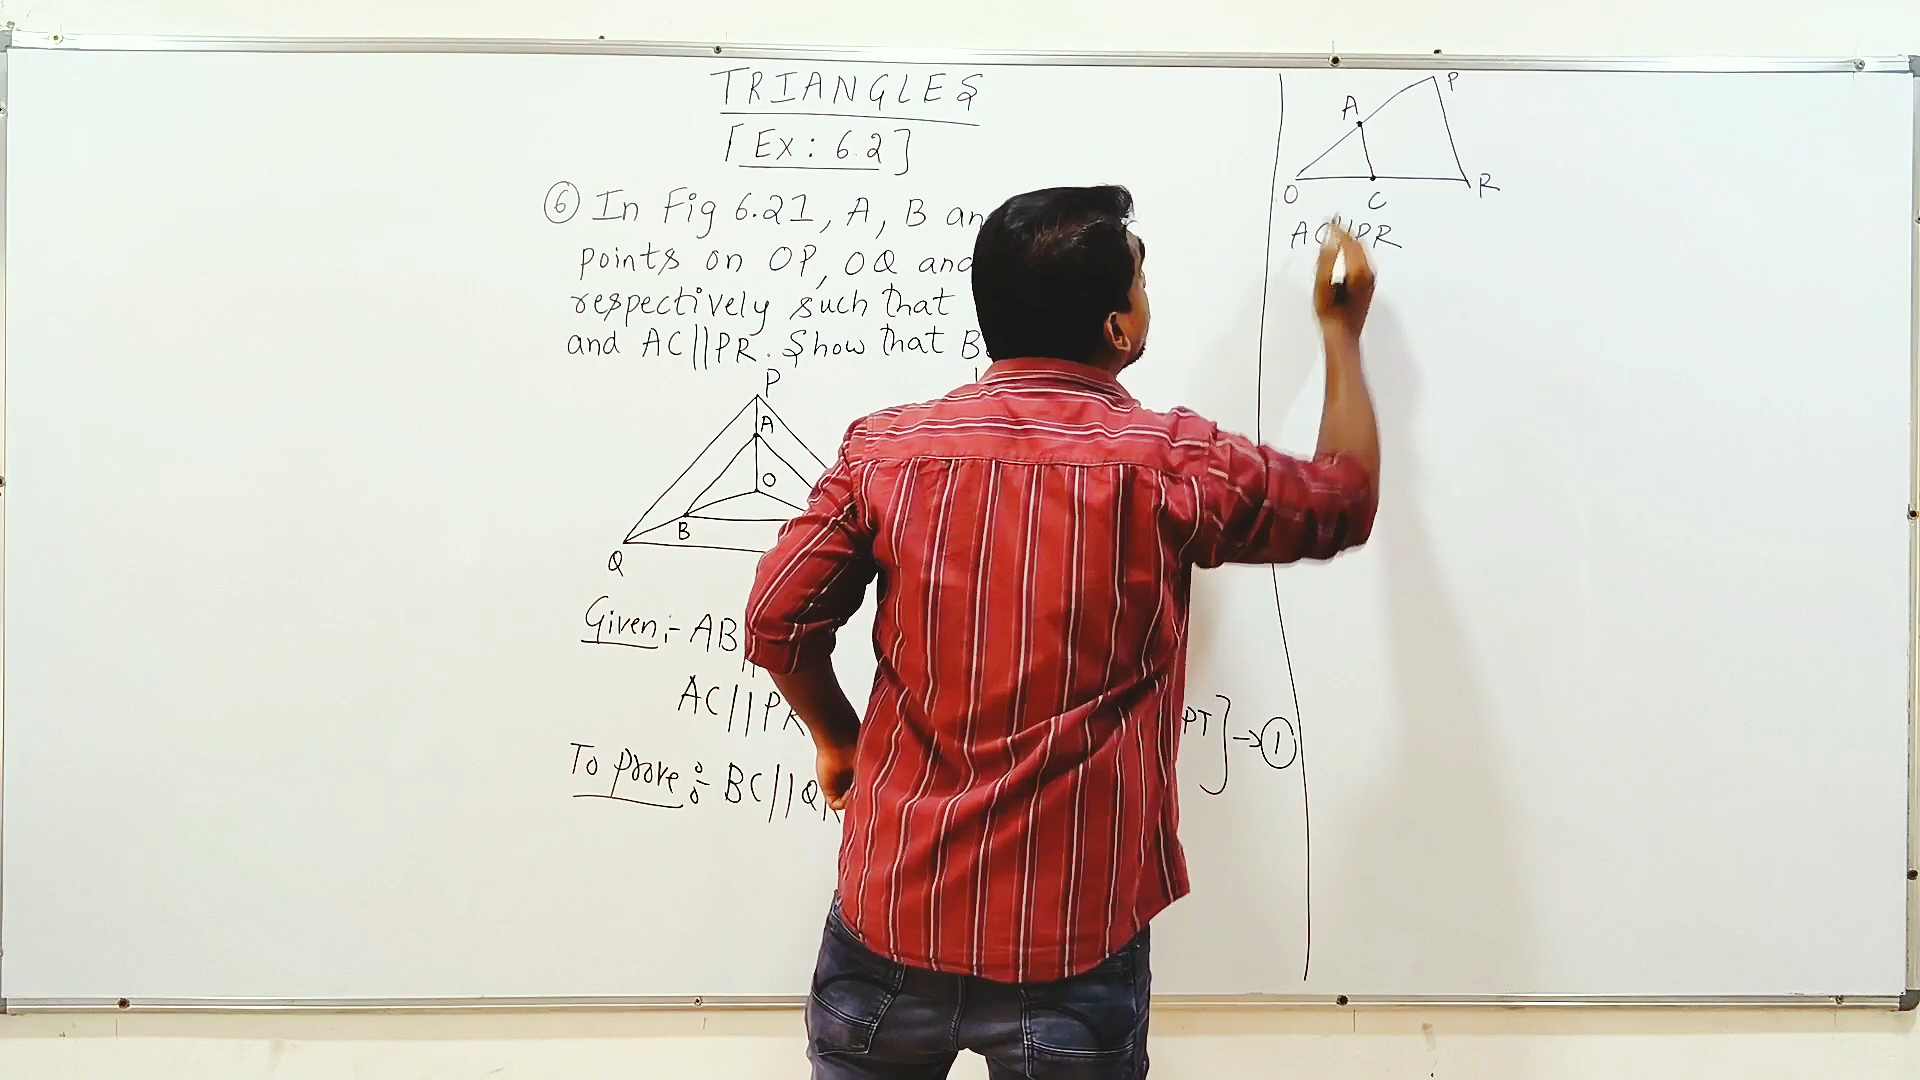 TRIANGLES
[Ex: 6.2]
⑥ In Fig 6.21, A, B an
points on OP, OQ and
respectively such that
and AC||PR. Show that B
P
A
O
B
Q
Given:- AB
AC||PR
To prove: BC||QR
PT } → ①
P
A
O
C
R
AC||PR